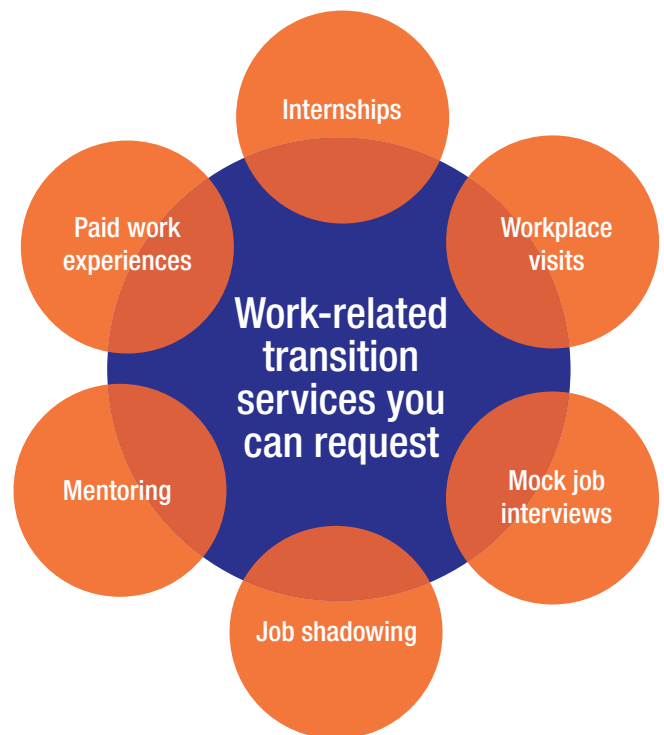 Internships
Paid work
experiences
Workplace
visits
Work-related
transition
services you
can request
Mentoring
Mock job
interviews
Job shadowing